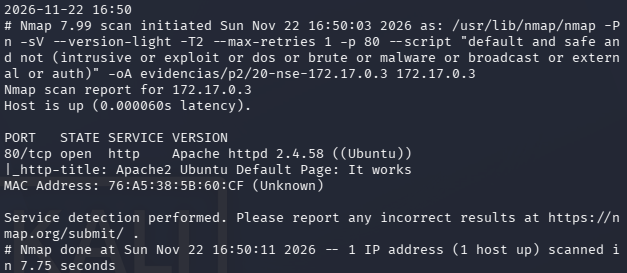 2026-11-22 16:50
# Nmap 7.99 scan initiated Sun Nov 22 16:50:03 2026 as: /usr/lib/nmap/nmap -P
n -sV --version-light -T2 --max-retries 1 -p 80 --script "default and safe an
d not (intrusive or exploit or dos or brute or malware or broadcast or extern
al or auth)" -oA evidencias/p2/20-nse-172.17.0.3 172.17.0.3
Nmap scan report for 172.17.0.3
Host is up (0.000060s latency).
PORT   STATE SERVICE VERSION
80/tcp open  http    Apache httpd 2.4.58 ((Ubuntu))
|_http-title: Apache2 Ubuntu Default Page: It works
MAC Address: 76:A5:38:5B:60:CF (Unknown)
Service detection performed. Please report any incorrect results at https://n
map.org/submit/ .
# Nmap done at Sun Nov 22 16:50:11 2026 -- 1 IP address (1 host up) scanned i
n 7.75 seconds